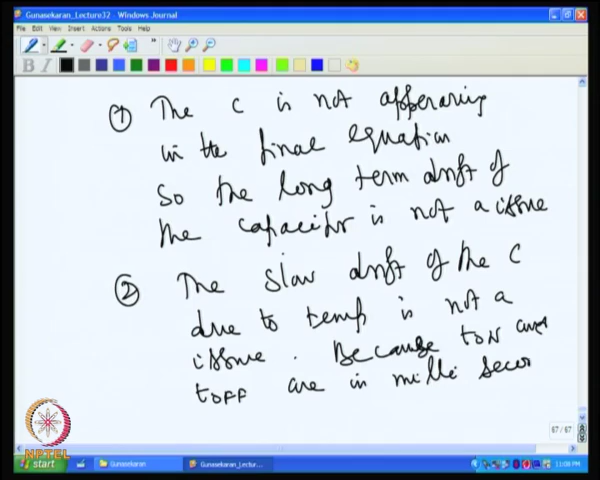 Gunasekaran_Lecture32 - Windows Journal
File Edit View Insert Actions Tools Help
B I
① The C is not apperaring
in the final equation
So the long term drift of
the capacitor is not a issue
② The slow drift of the C
due to temp is not a
issue. Because tON and
tOFF are in milli secon
67 / 67
NPTEL
start Gunasekaran Gunasekaran_Lectur... 11:08 PM